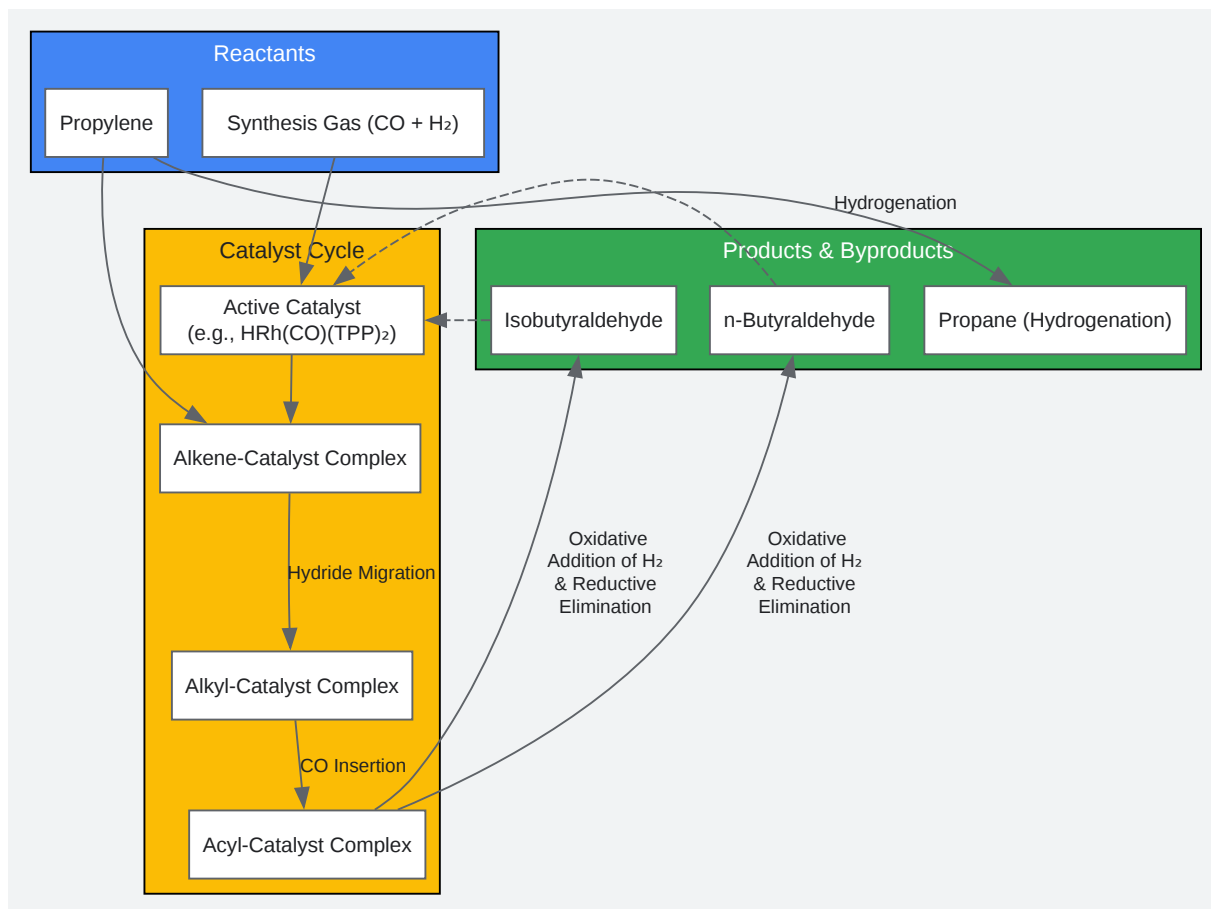 Reactants
Propylene
Synthesis Gas (CO + H₂)
Hydrogenation
Catalyst Cycle
Products & Byproducts
Active Catalyst
(e.g., HRh(CO)(TPP)₂)
Isobutyraldehyde
n-Butyraldehyde
Propane (Hydrogenation)
Alkene-Catalyst Complex
Hydride Migration
Oxidative
Addition of H₂
& Reductive
Elimination
Oxidative
Addition of H₂
& Reductive
Elimination
Alkyl-Catalyst Complex
CO Insertion
Acyl-Catalyst Complex